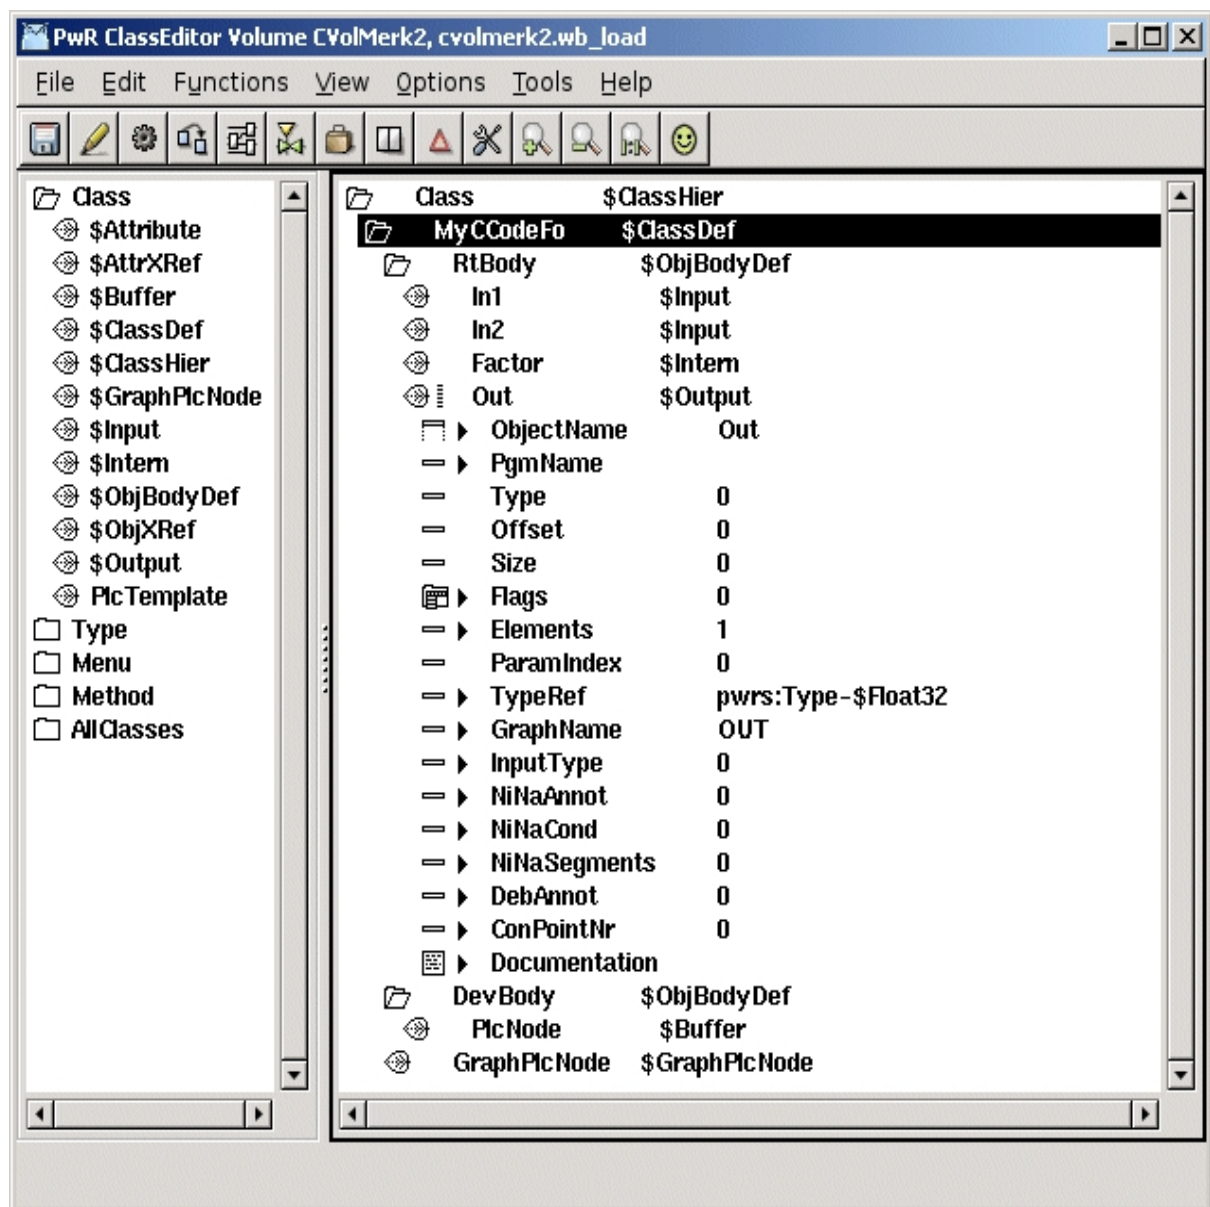 PwR ClassEditor Volume CVolMerk2, cvolmerk2.wb_load
File Edit Functions View Options Tools Help
Class
$Attribute
$AttrXRef
$Buffer
$ClassDef
$ClassHier
$GraphPlcNode
$Input
$Intern
$ObjBodyDef
$ObjXRef
$Output
PlcTemplate
Type
Menu
Method
AllClasses
Class $ClassHier
MyCCodeFo $ClassDef
RtBody $ObjBodyDef
In1 $Input
In2 $Input
Factor $Intern
Out $Output
ObjectName Out
PgmName
Type 0
Offset 0
Size 0
Flags 0
Elements 1
ParamIndex 0
TypeRef pwrs:Type-$Float32
GraphName OUT
InputType 0
NiNaAnnot 0
NiNaCond 0
NiNaSegments 0
DebAnnot 0
ConPointNr 0
Documentation
DevBody $ObjBodyDef
PlcNode $Buffer
GraphPlcNode $GraphPlcNode